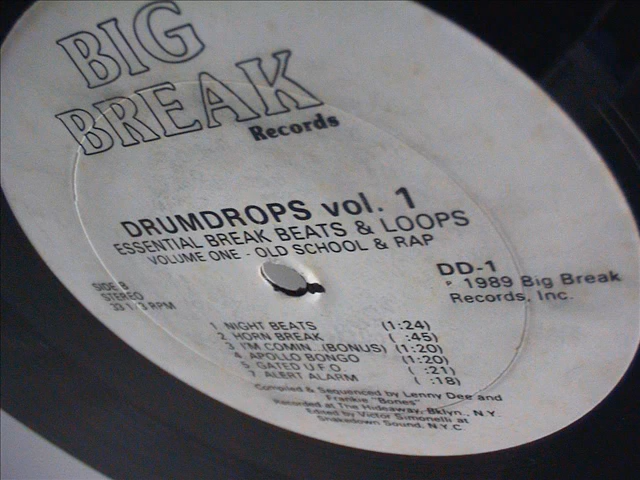 BIG
BREAK
Records
DRUMDROPS vol. 1
ESSENTIAL BREAK BEATS & LOOPS
VOLUME ONE - OLD SCHOOL & RAP
SIDE B
STEREO
33 1/3 RPM
DD-1
℗ 1989 Big Break
Records, Inc.
1 NIGHT BEATS (1:24)
2 HORN BREAK ( :45)
3 I'M COMIN...(BONUS) (1:20)
4 APOLLO BONGO (1:20)
5 GATED U.F.O. ( :21)
7 ALERT ALARM ( :18)
Compiled & Sequenced by Lenny Dee and
Frankie "Bones"
Recorded at The Hideaway, Bklyn., N.Y.
Edited by Victor Simonelli at
Shakedown Sound, N.Y.C.